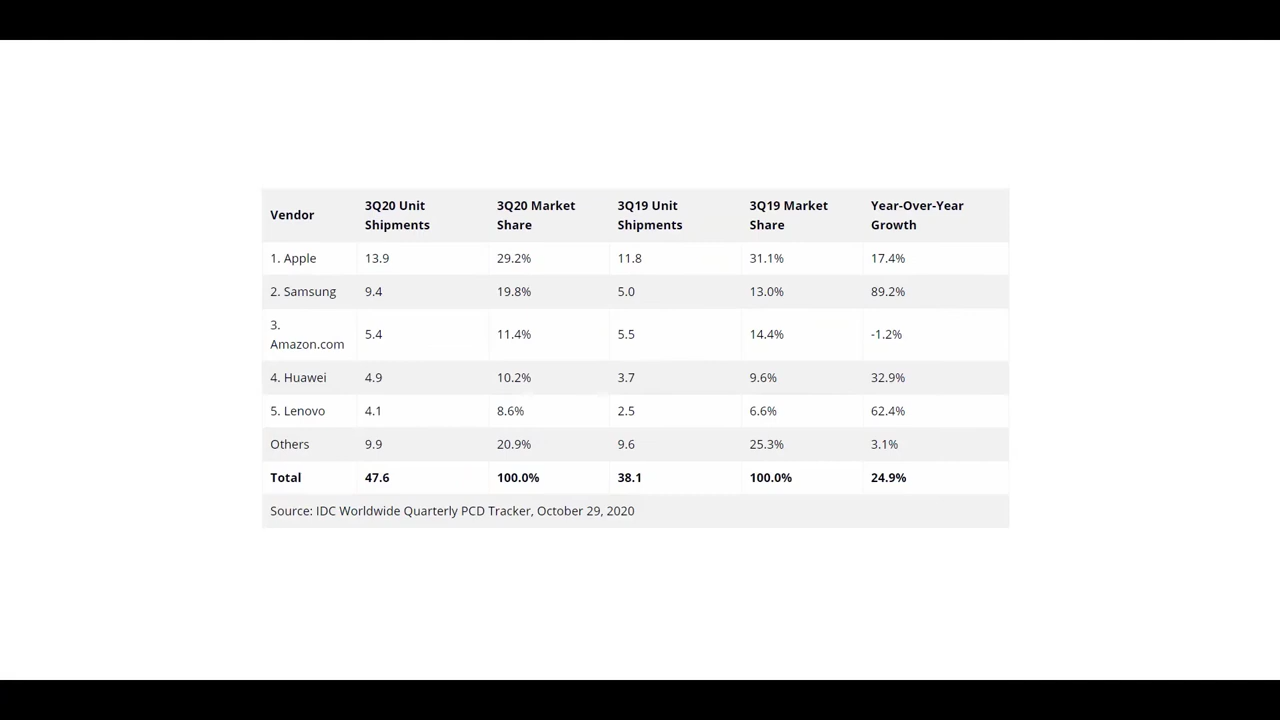 Vendor 3Q20 Unit Shipments 3Q20 Market Share 3Q19 Unit Shipments 3Q19 Market Share Year-Over-Year Growth
1. Apple 13.9 29.2% 11.8 31.1% 17.4%
2. Samsung 9.4 19.8% 5.0 13.0% 89.2%
3. Amazon.com 5.4 11.4% 5.5 14.4% -1.2%
4. Huawei 4.9 10.2% 3.7 9.6% 32.9%
5. Lenovo 4.1 8.6% 2.5 6.6% 62.4%
Others 9.9 20.9% 9.6 25.3% 3.1%
Total 47.6 100.0% 38.1 100.0% 24.9%
Source: IDC Worldwide Quarterly PCD Tracker, October 29, 2020